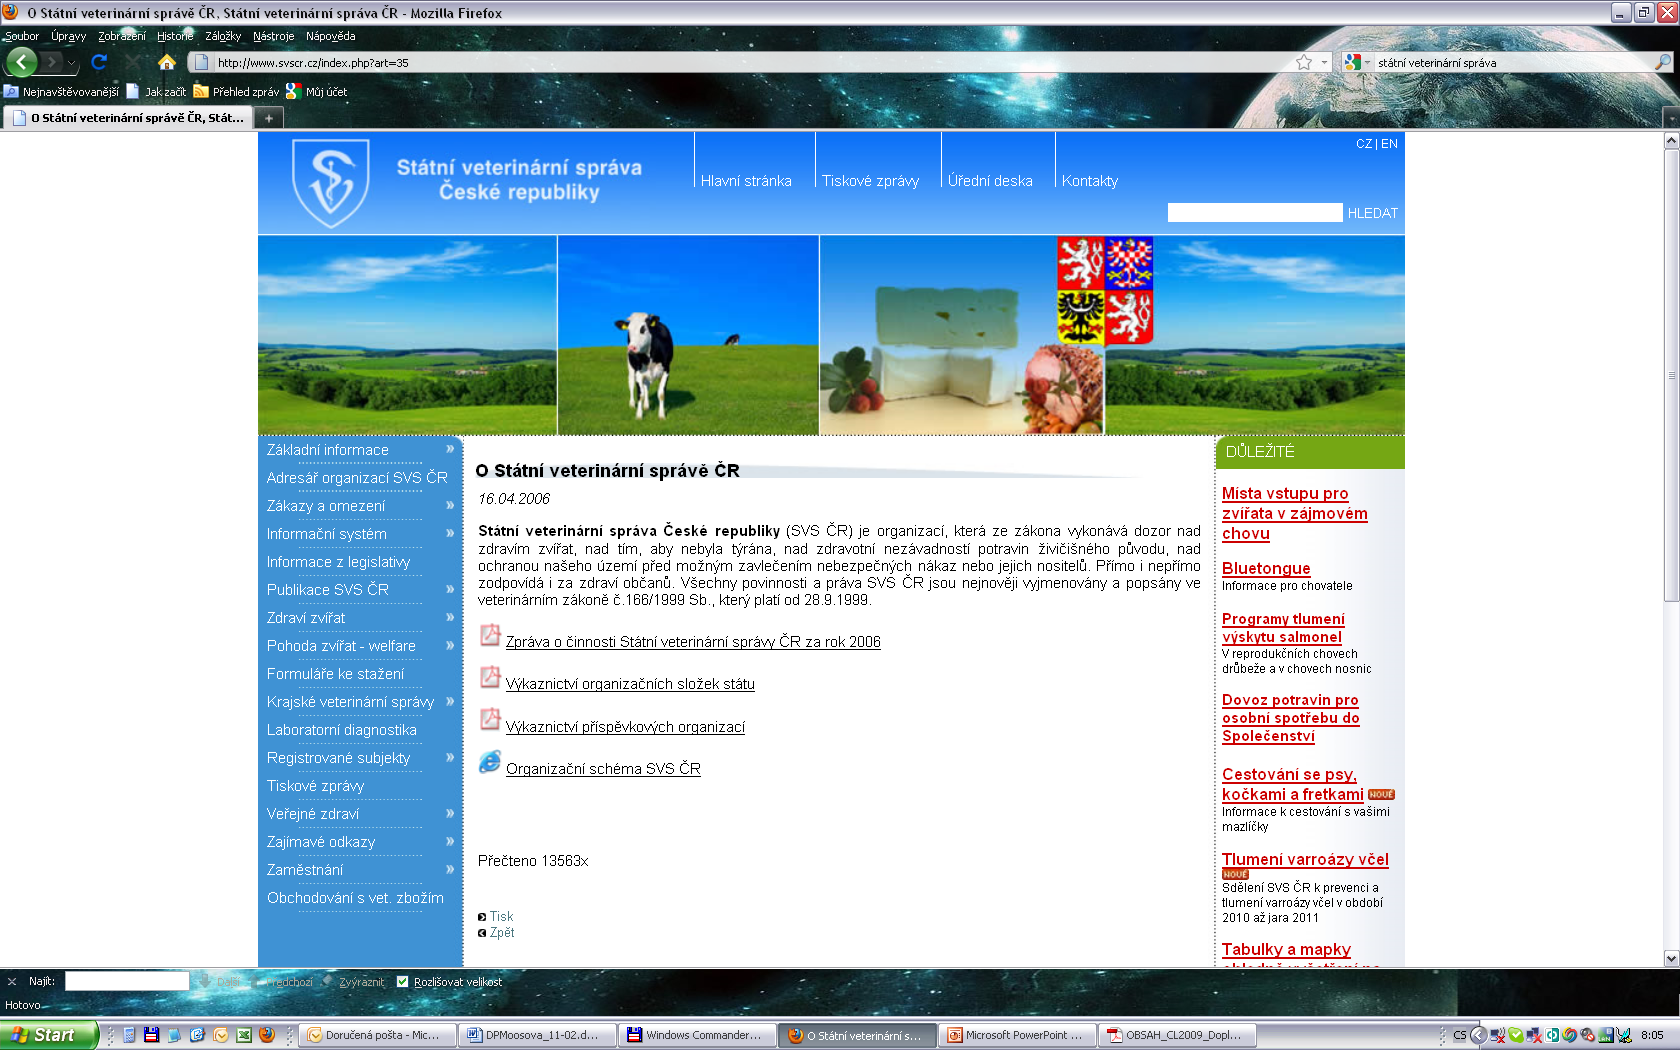 O Státní veterinární správě ČR, Státní veterinární správa ČR - Mozilla Firefox
Soubor Úpravy Zobrazení Historie Záložky Nástroje Nápověda
http://www.svscr.cz/index.php?art=35
státní veterinární správa
Nejnavštěvovanější Jak začít Přehled zpráv Můj účet
O Státní veterinární správě ČR, Stát...
CZ | EN
Státní veterinární správa
České republiky
Hlavní stránka Tiskové zprávy Úřední deska Kontakty
HLEDAT
Základní informace
Adresář organizací SVS ČR
Zákazy a omezení
Informační systém
Informace z legislativy
Publikace SVS ČR
Zdraví zvířat
Pohoda zvířat - welfare
Formuláře ke stažení
Krajské veterinární správy
Laboratorní diagnostika
Registrované subjekty
Tiskové zprávy
Veřejné zdraví
Zajímavé odkazy
Zaměstnání
Obchodování s vet. zbožím
O Státní veterinární správě ČR
16.04.2006
Státní veterinární správa České republiky (SVS ČR) je organizací, která ze zákona vykonává dozor nad
zdravím zvířat, nad tím, aby nebyla týrána, nad zdravotní nezávadností potravin živičišného původu, nad
ochranou našeho území před možným zavlečením nebezpečných nákaz nebo jejich nositelů. Přímo i nepřímo
zodpovídá i za zdraví občanů. Všechny povinnosti a práva SVS ČR jsou nejnověji vyjmenovány a popsány ve
veterinárním zákoně č.166/1999 Sb., který platí od 28.9.1999.
Zpráva o činnosti Státní veterinární správy ČR za rok 2006
Výkaznictví organizačních složek státu
Výkaznictví příspěvkových organizací
Organizační schéma SVS ČR
Přečteno 13563x
Tisk
Zpět
DŮLEŽITÉ
Místa vstupu pro
zvířata v zájmovém
chovu
Bluetongue
Informace pro chovatele
Programy tlumení
výskytu salmonel
V reprodukčních chovech
drůbeže a v chovech nosnic
Dovoz potravin pro
osobní spotřebu do
Společenství
Cestování se psy,
kočkami a fretkami NOVÉ
Informace k cestování s vašimi
mazlíčky
Tlumení varroázy včel
NOVÉ
Sdělení SVS ČR k prevenci a
tlumení varroázy včel v období
2010 až jara 2011
Tabulky a mapky
Najít: Další Předchozí Zvýraznit Rozlišovat velikost
Hotovo
Start Doručená pošta - Mic... DPMoosova_11-02.d... Windows Commander... O Státní veterinární s... Microsoft PowerPoint ... OBSAH_CL2009_Dopl... CS 8:05